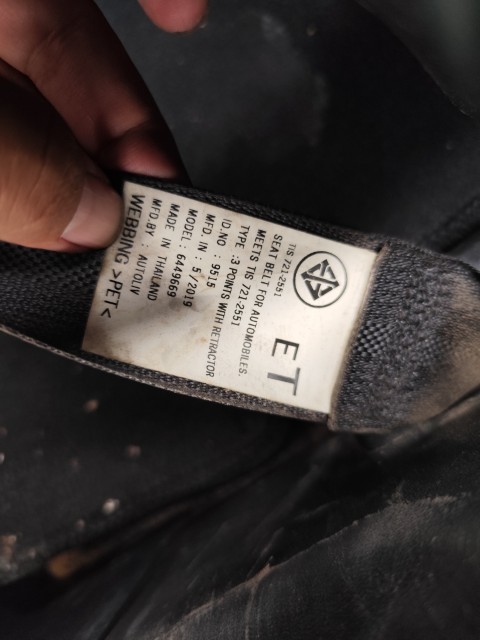 TIS 721-2551
ET
SEAT BELT FOR AUTOMOBILES.
MEETS TIS 721-2551
TYPE :3 POINTS WITH RETRACTOR
ID.NO : 9515
MFD.IN : 5/2019
MODEL: 6449669
MADE IN THAILAND
MFD.BY : AUTOLIV
WEBBING >PET<